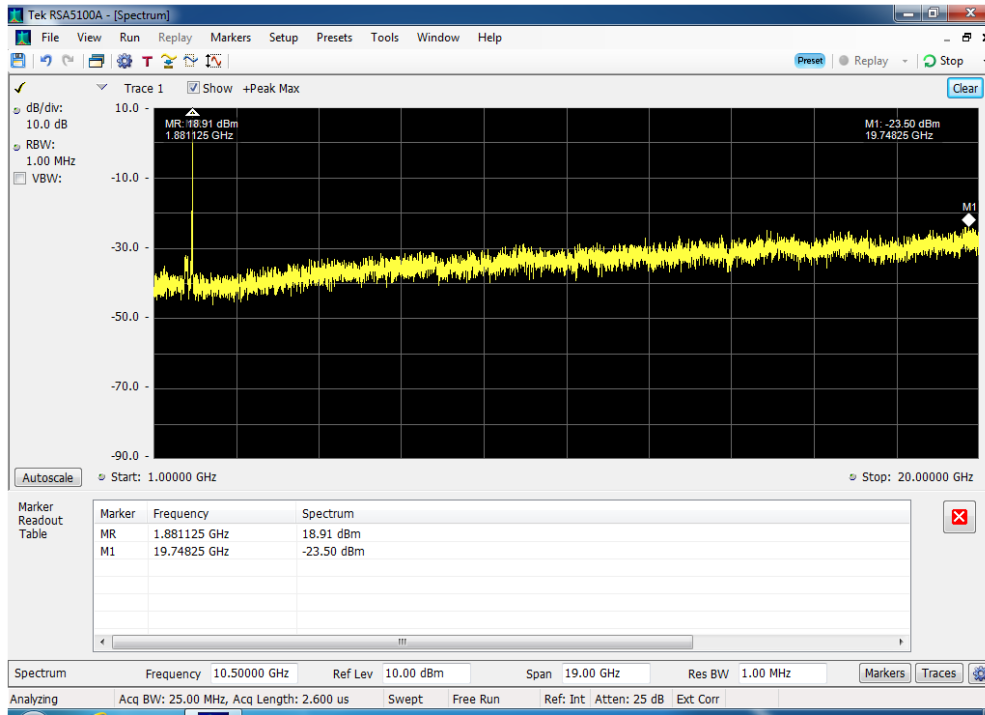 Tek RSA5100A - [Spectrum]
File View Run Replay Markers Setup Presets Tools Window Help
T Preset Replay Stop
Trace 1 Show +Peak Max Clear
dB/div:
10.0 dB
RBW:
1.00 MHz
VBW:
10.0
-10.0
-30.0
-50.0
-70.0
-90.0
MR: 18.91 dBm
1.881125 GHz
M1: -23.50 dBm
19.74825 GHz
M1
Autoscale Start: 1.00000 GHz Stop: 20.00000 GHz
Marker
Readout
Table
Marker Frequency Spectrum
MR 1.881125 GHz 18.91 dBm
M1 19.74825 GHz -23.50 dBm
Spectrum Frequency 10.50000 GHz Ref Lev 10.00 dBm Span 19.00 GHz Res BW 1.00 MHz Markers Traces
Analyzing Acq BW: 25.00 MHz, Acq Length: 2.600 us Swept Free Run Ref: Int Atten: 25 dB Ext Corr